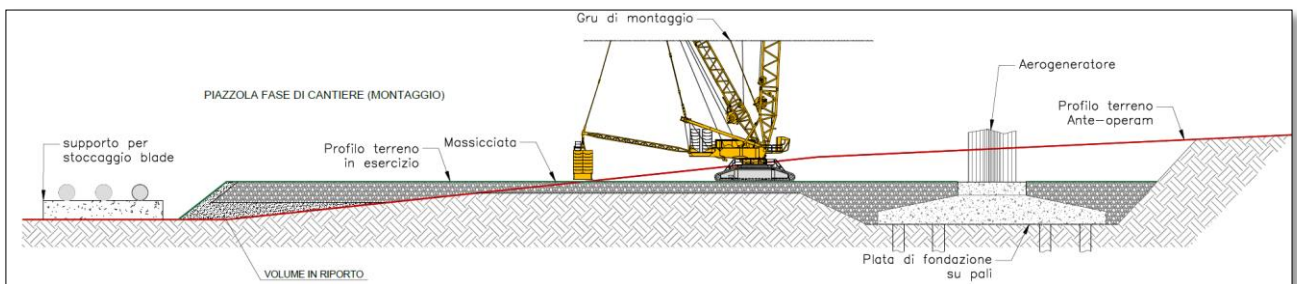 Gru di montaggio
Aerogeneratore
PIAZZOLA FASE DI CANTIERE (MONTAGGIO)
Profilo terreno
Ante-operam
supporto per
stoccaggio blade
Profilo terreno
in esercizio
Massicciata
Plata di fondazione
su pali
VOLUME IN RIPORTO